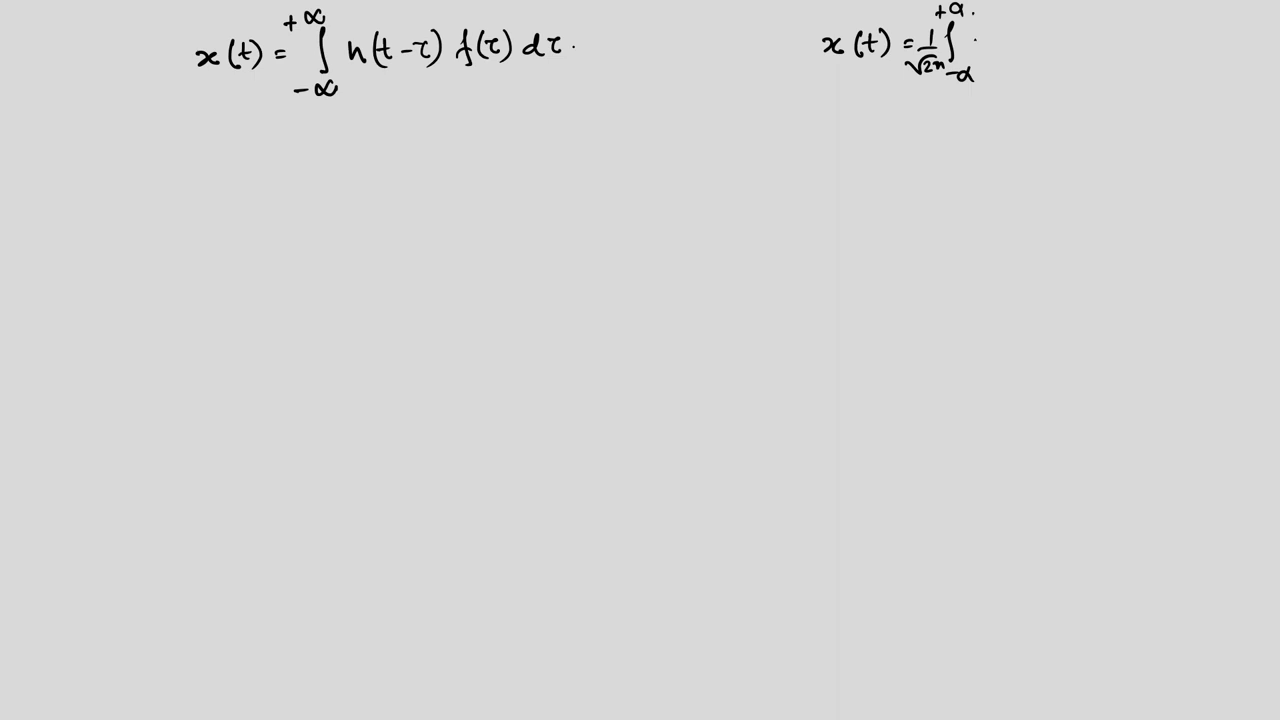 x(t) = ∫_{-∞}^{+∞} h(t-τ) f(τ) dτ.
x(t) = 1/√2π ∫_{-α}^{+α}